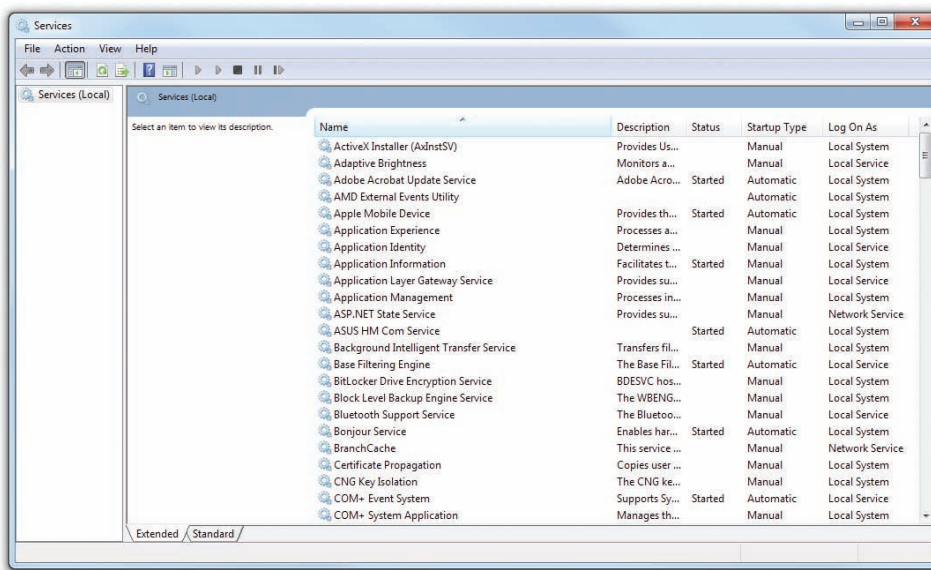 Services
File Action View Help
Services (Local)
Services (Local)
Select an item to view its description.
Name Description Status Startup Type Log On As
ActiveX Installer (AxInstSV) Provides Us... Manual Local System
Adaptive Brightness Monitors a... Manual Local Service
Adobe Acrobat Update Service Adobe Acro... Started Automatic Local System
AMD External Events Utility Automatic Local System
Apple Mobile Device Provides th... Started Automatic Local System
Application Experience Processes a... Manual Local System
Application Identity Determines ... Manual Local Service
Application Information Facilitates t... Started Manual Local System
Application Layer Gateway Service Provides su... Manual Local Service
Application Management Processes in... Manual Local System
ASP.NET State Service Provides su... Manual Network Service
ASUS HM Com Service Started Automatic Local System
Background Intelligent Transfer Service Transfers fil... Manual Local System
Base Filtering Engine The Base Fil... Started Automatic Local Service
BitLocker Drive Encryption Service BDESVC hos... Manual Local System
Block Level Backup Engine Service The WBENG... Manual Local System
Bluetooth Support Service The Bluetoo... Manual Local Service
Bonjour Service Enables har... Started Automatic Local System
BranchCache This service ... Manual Network Service
Certificate Propagation Copies user ... Manual Local System
CNG Key Isolation The CNG ke... Manual Local System
COM+ Event System Supports Sy... Started Automatic Local Service
COM+ System Application Manages th... Manual Local System
Extended Standard